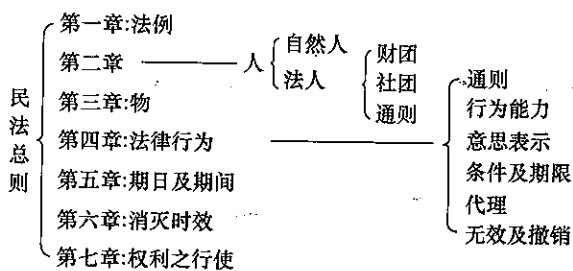 民法总则
第一章:法例
第二章
人
自然人
法人
财团
社团
通则
第三章:物
第四章:法律行为
通则
行为能力
意思表示
条件及期限
代理
无效及撤销
第五章:期日及期间
第六章:消灭时效
第七章:权利之行使